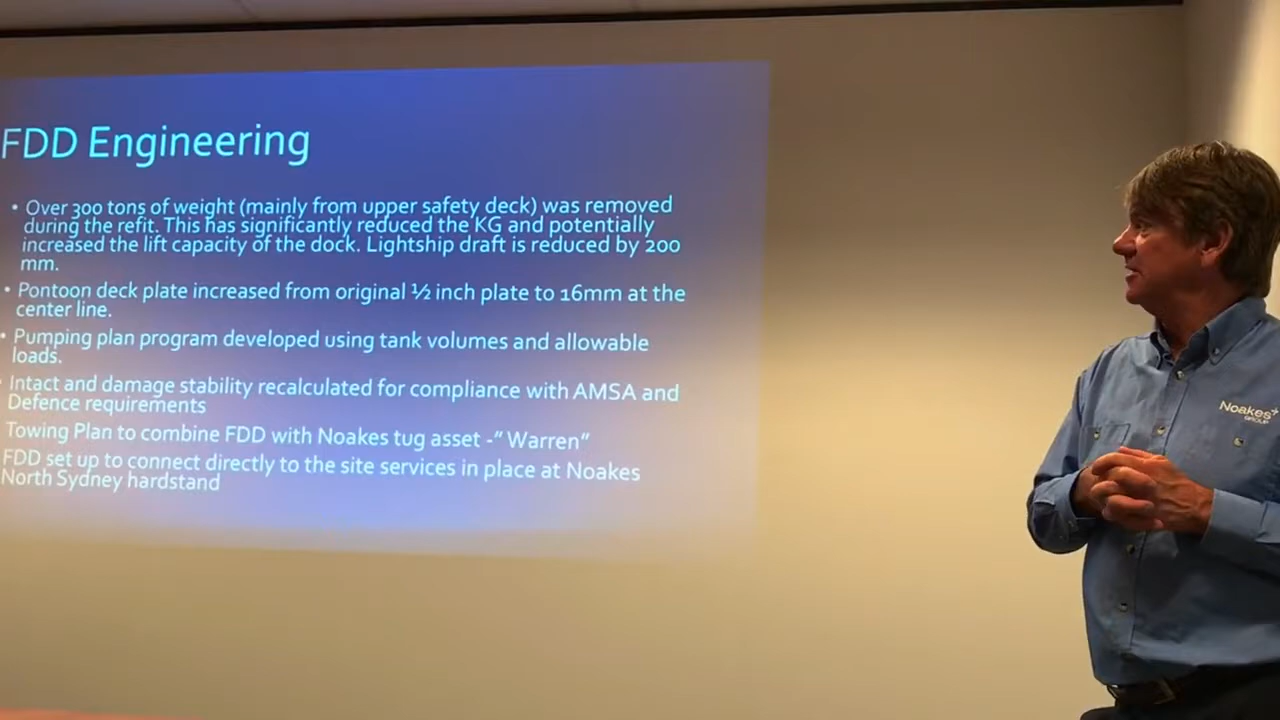 FDD Engineering
• Over 300 tons of weight (mainly from upper safety deck) was removed
during the refit. This has significantly reduced the KG and potentially
increased the lift capacity of the dock. Lightship draft is reduced by 200
mm.
• Pontoon deck plate increased from original ½ inch plate to 16mm at the
center line.
• Pumping plan program developed using tank volumes and allowable
loads.
• Intact and damage stability recalculated for compliance with AMSA and
Defence requirements
Towing Plan to combine FDD with Noakes tug asset -" Warren"
FDD set up to connect directly to the site services in place at Noakes
North Sydney hardstand
Noakes
GROUP